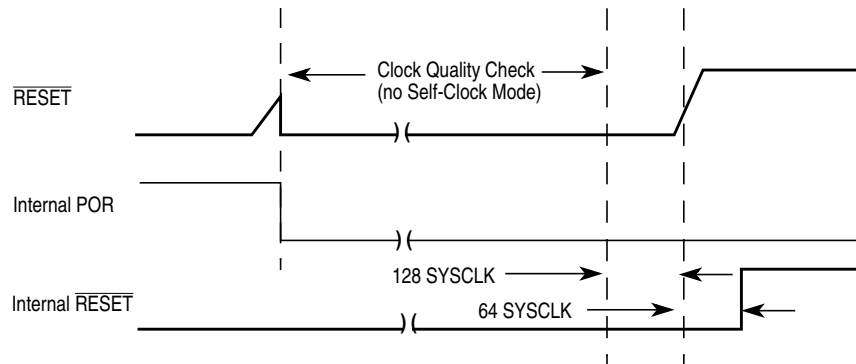 Clock Quality Check
(no Self-Clock Mode)
RESET
Internal POR
128 SYSCLK
Internal RESET
64 SYSCLK